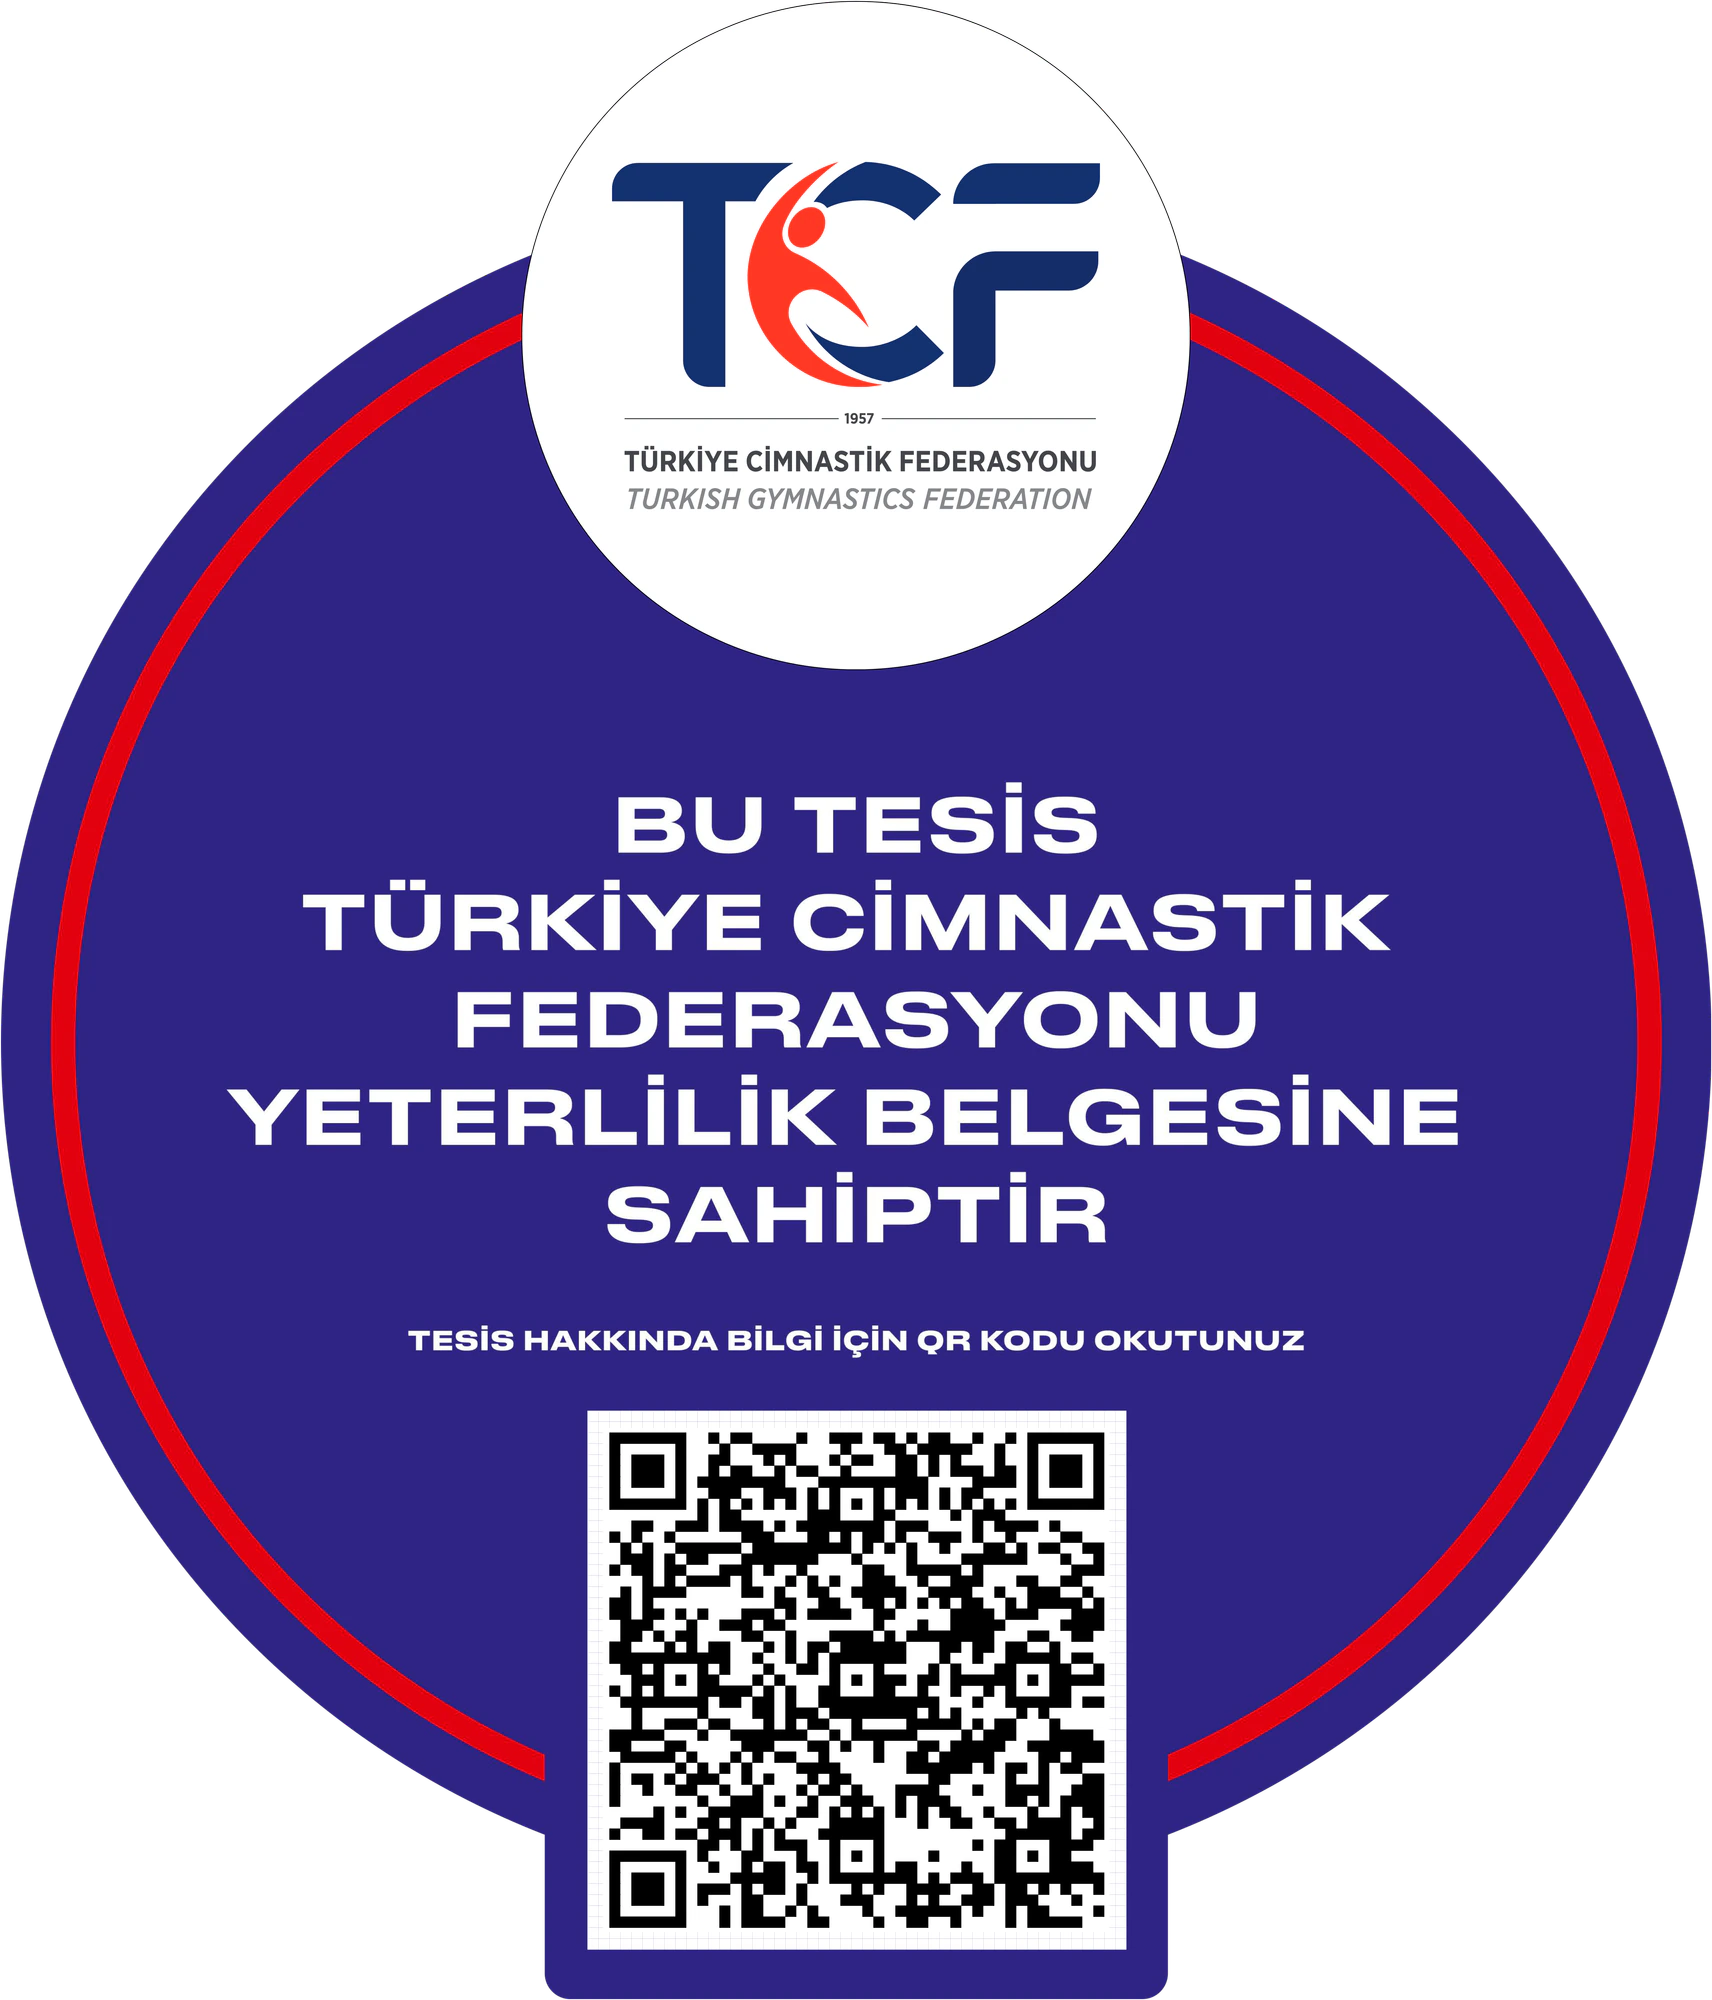 TCF
1957
TÜRKİYE CİMNASTİK FEDERASYONU
TURKISH GYMNASTICS FEDERATION
BU TESİS
TÜRKİYE CİMNASTİK
FEDERASYONU
YETERLİLİK BELGESİNE
SAHİPTİR
TESİS HAKKINDA BİLGİ İÇİN QR KODU OKUTUNUZ